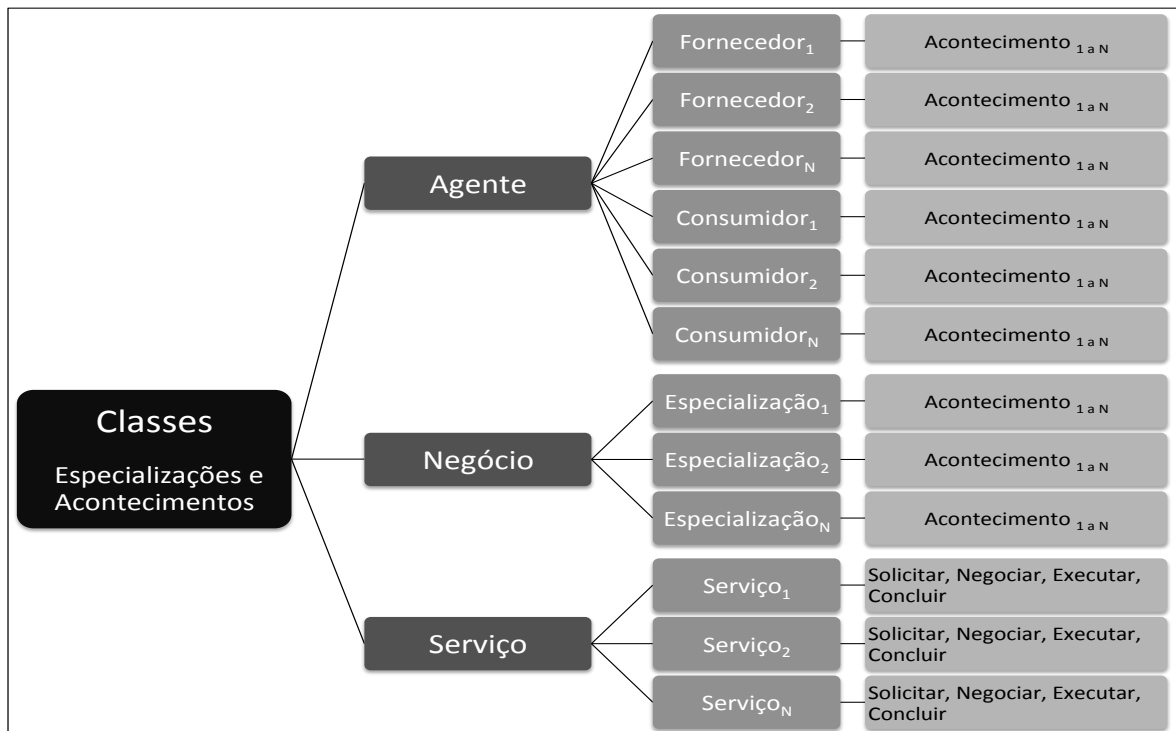 Classes
Especializações e
Acontecimentos
Agente
Fornecedor1
Acontecimento 1 a N
Fornecedor2
Acontecimento 1 a N
FornecedorN
Acontecimento 1 a N
Consumidor1
Acontecimento 1 a N
Consumidor2
Acontecimento 1 a N
ConsumidorN
Acontecimento 1 a N
Negócio
Especialização1
Acontecimento 1 a N
Especialização2
Acontecimento 1 a N
EspecializaçãoN
Acontecimento 1 a N
Serviço
Serviço1
Solicitar, Negociar, Executar,
Concluir
Serviço2
Solicitar, Negociar, Executar,
Concluir
ServiçoN
Solicitar, Negociar, Executar,
Concluir